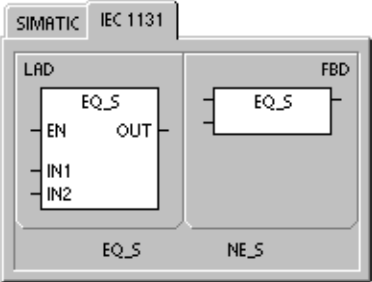 SIMATIC IEC 1131
LAD FBD
EQ_S EQ_S
EN OUT
IN1
IN2
EQ_S NE_S